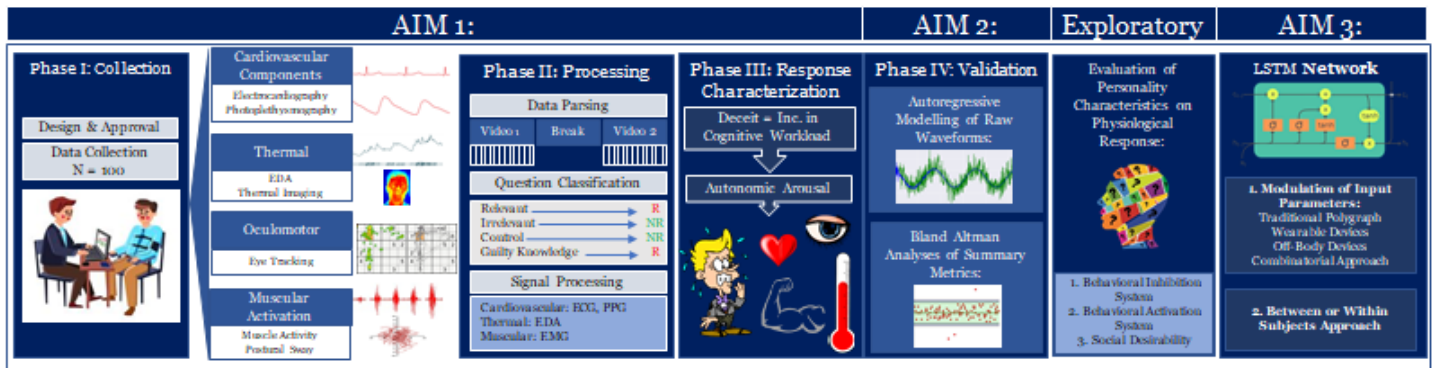 AIM 1:
AIM 2:
Exploratory
AIM 3:
Phase I: Collection
Design & Approval
Data Collection
N = 100
Cardiovascular
Components
Electrocardiography
Photoplethysmography
Thermal
EDA
Thermal Imaging
Oculomotor
Eye Tracking
Muscular
Activation
Muscle Activity
Postural Sway
Phase II: Processing
Data Parsing
Video 1
Break
Video 2
Question Classification
Relevant R
Irrelevant NR
Control NR
Guilty Knowledge R
Signal Processing
Cardiovascular: ECG, PPG
Thermal: EDA
Muscular: EMG
Phase III: Response
Characterization
Deceit = Inc. in
Cognitive Workload
Autonomic Arousal
Phase IV: Validation
Autoregressive
Modelling of Raw
Waveforms:
Bland Altman
Analyses of Summary
Metrics:
Evaluation of
Personality
Characteristics on
Physiological
Response:
1. Behavioral Inhibition
System
2. Behavioral Activation
System
3. Social Desirability
LSTM Network
tanh
σ
σ
tanh
σ
1. Modulation of Input
Parameters:
Traditional Polygraph
Wearable Devices
Off-Body Devices
Combinatorial Approach
2. Between or Within
Subjects Approach